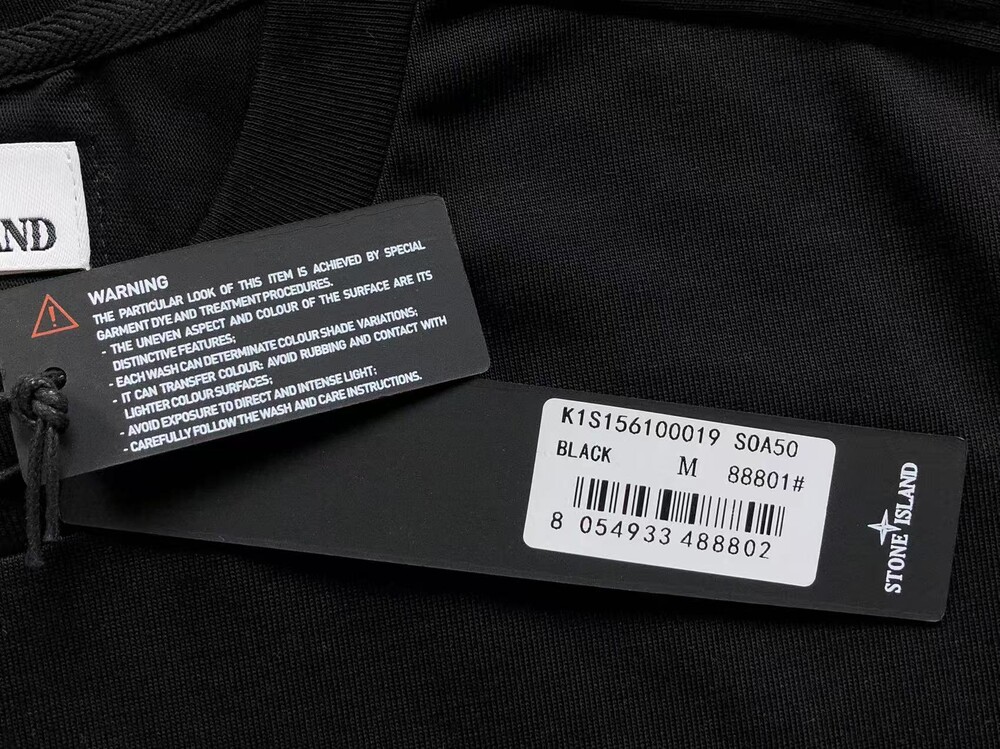 AND
WARNING
THE PARTICULAR LOOK OF THIS ITEM IS ACHIEVED BY SPECIAL
GARMENT DYE AND TREATMENT PROCEDURES.
- THE UNEVEN ASPECT AND COLOUR OF THE SURFACE ARE ITS
DISTINCTIVE FEATURES;
- EACH WASH CAN DETERMINATE COLOUR SHADE VARIATIONS;
- IT CAN TRANSFER COLOUR: AVOID RUBBING AND CONTACT WITH
LIGHTER COLOUR SURFACES;
- AVOID EXPOSURE TO DIRECT AND INTENSE LIGHT;
- CAREFULLY FOLLOW THE WASH AND CARE INSTRUCTIONS.
K1S156100019 S0A50
BLACK M 88801#
8 054933 488802
STONE ISLAND